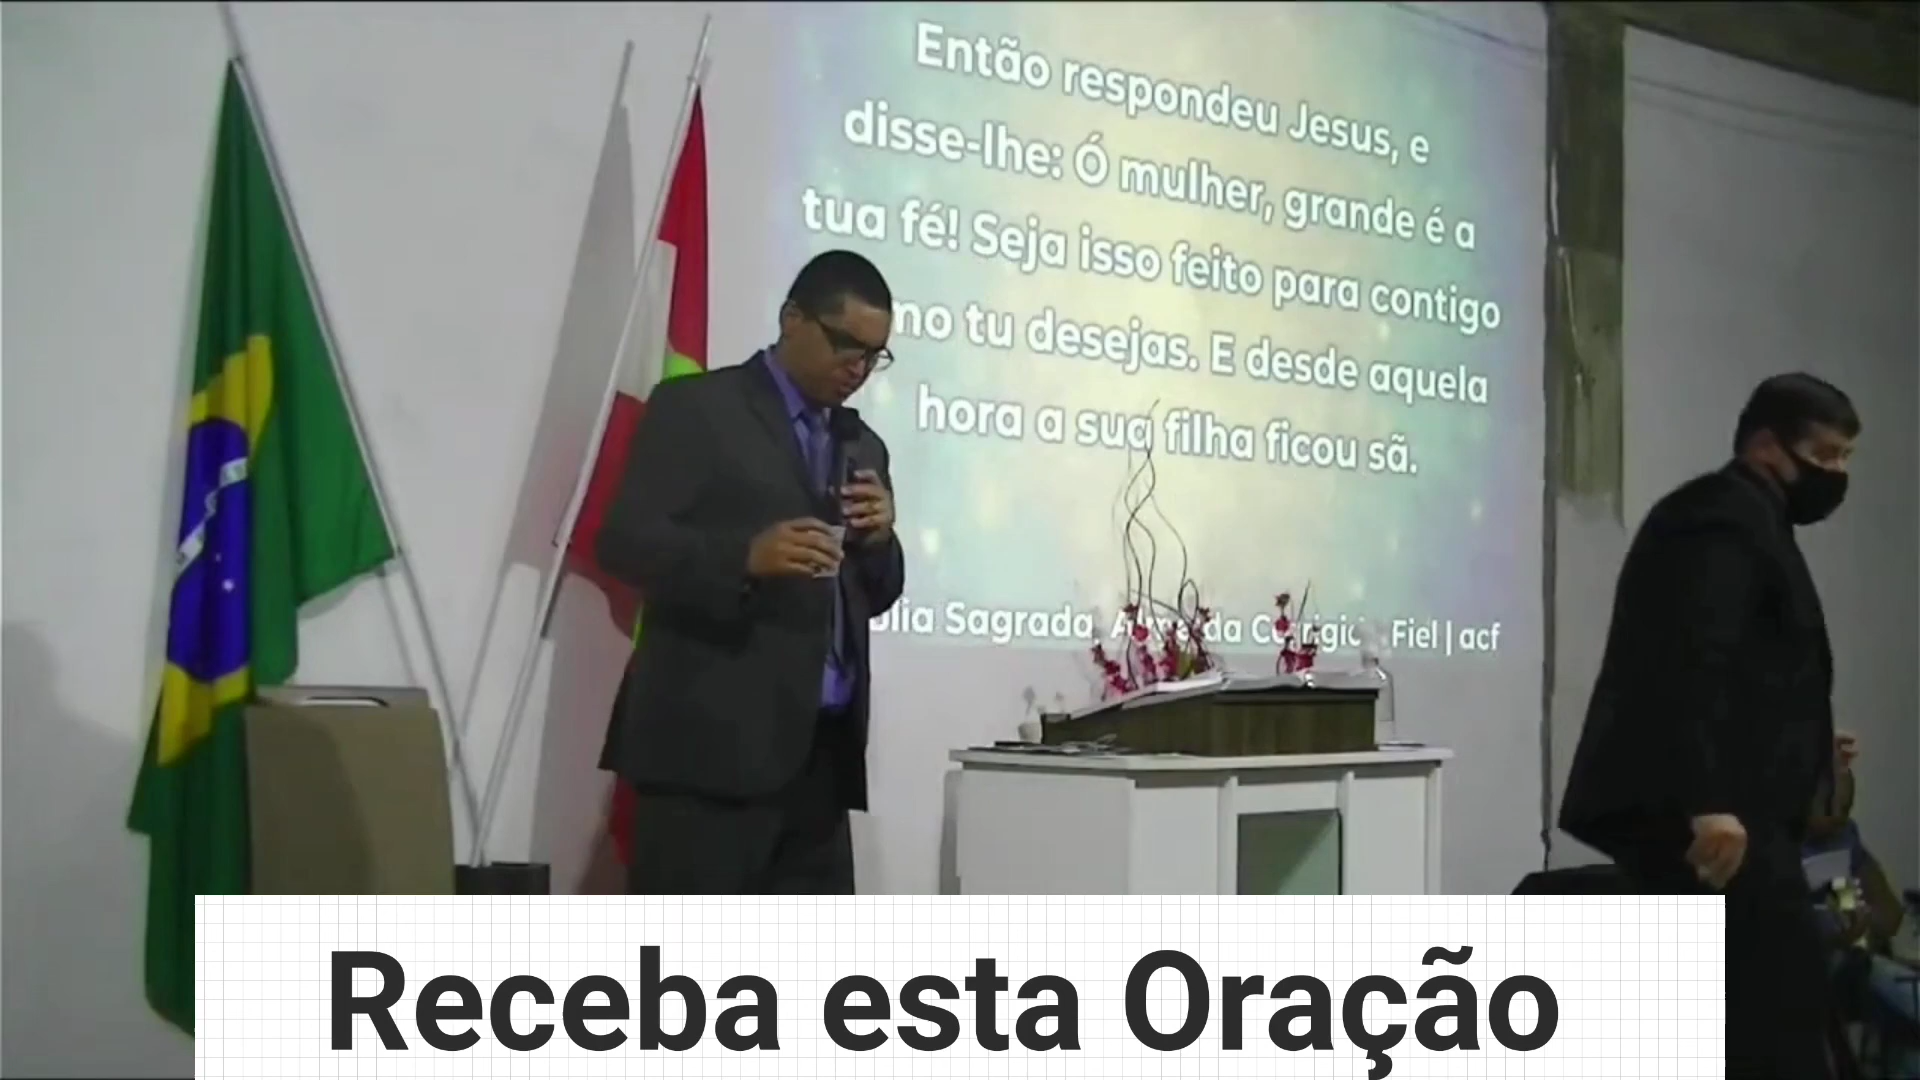 Então respondeu Jesus, e
disse-lhe: Ó mulher, grande é a
tua fé! Seja isso feito para contigo
tu desejas. E desde aquela
hora a sua filha ficou sã.
Sagrada, Fiel | acf
Receba esta Oração